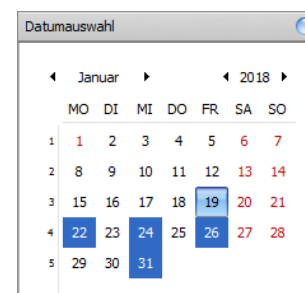 Datumauswahl
Januar 2018
MO DI MI DO FR SA SO
1 1 2 3 4 5 6 7
2 8 9 10 11 12 13 14
3 15 16 17 18 19 20 21
4 22 23 24 25 26 27 28
5 29 30 31